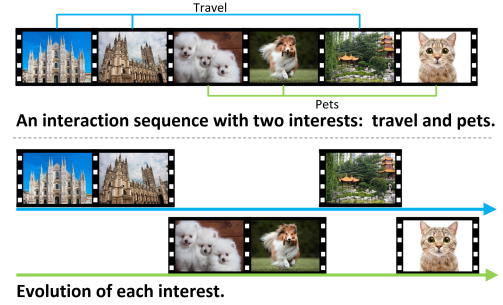 Travel
Pets
An interaction sequence with two interests: travel and pets.
Evolution of each interest.